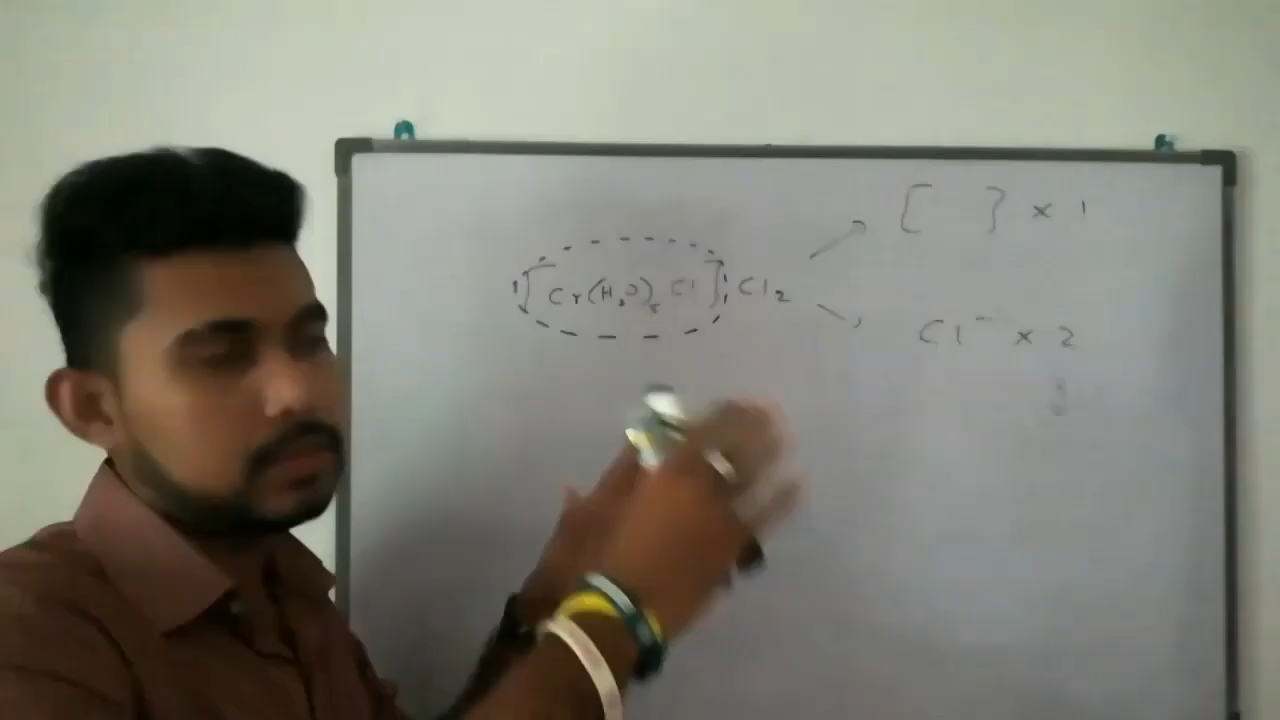 [Cr(H₂O)₅Cl]Cl₂
[ ] x 1
Cl⁻ x 2